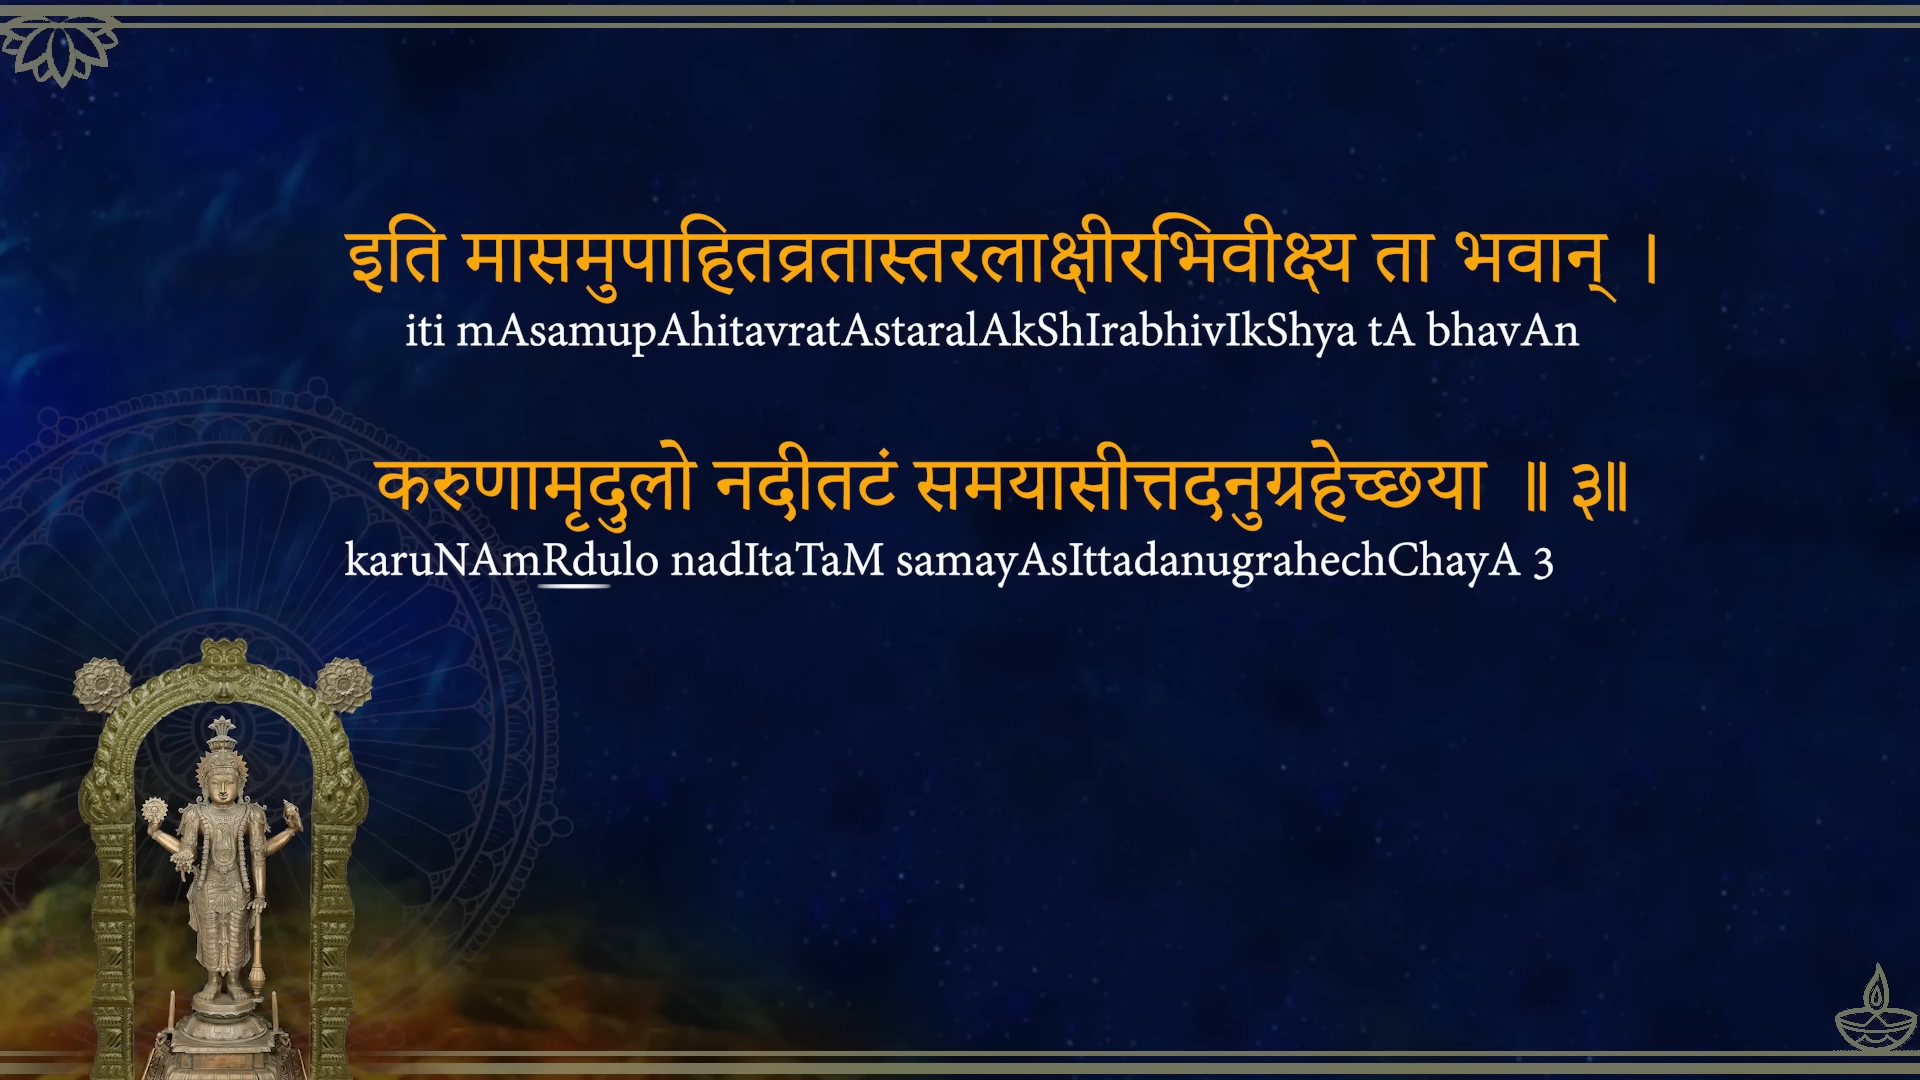 इति मासमुपाहितव्रतास्तरलाक्षीरभिवीक्ष्य ता भवान् ।
iti mAsamupAhitavratAstaralAkShIrabhivIkShya tA bhavAn
करुणामृदुलो नदीतटं समयासीत्तदनुग्रहेच्छया ॥ ३॥
karuNAmRdulo nadItaTaM samayAsIttadanugrahechChayA 3